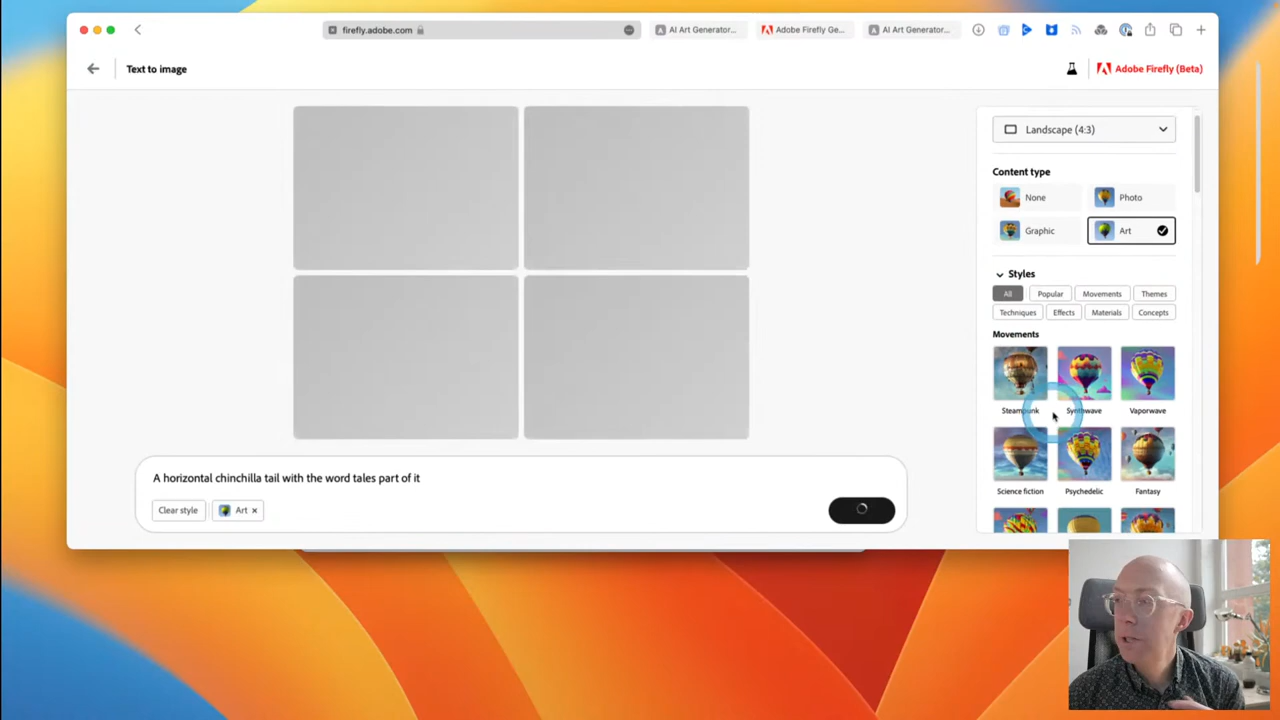 firefly.adobe.com
AI Art Generator...
Adobe Firefly Ge...
AI Art Generator...
Text to image
Adobe Firefly (Beta)
Landscape (4:3)
Content type
None
Photo
Graphic
Art
Styles
All
Popular
Movements
Themes
Techniques
Effects
Materials
Concepts
Movements
Steampunk
Synthwave
Vaporwave
Science fiction
Psychedelic
Fantasy
A horizontal chinchilla tail with the word tales part of it
Clear style
Art